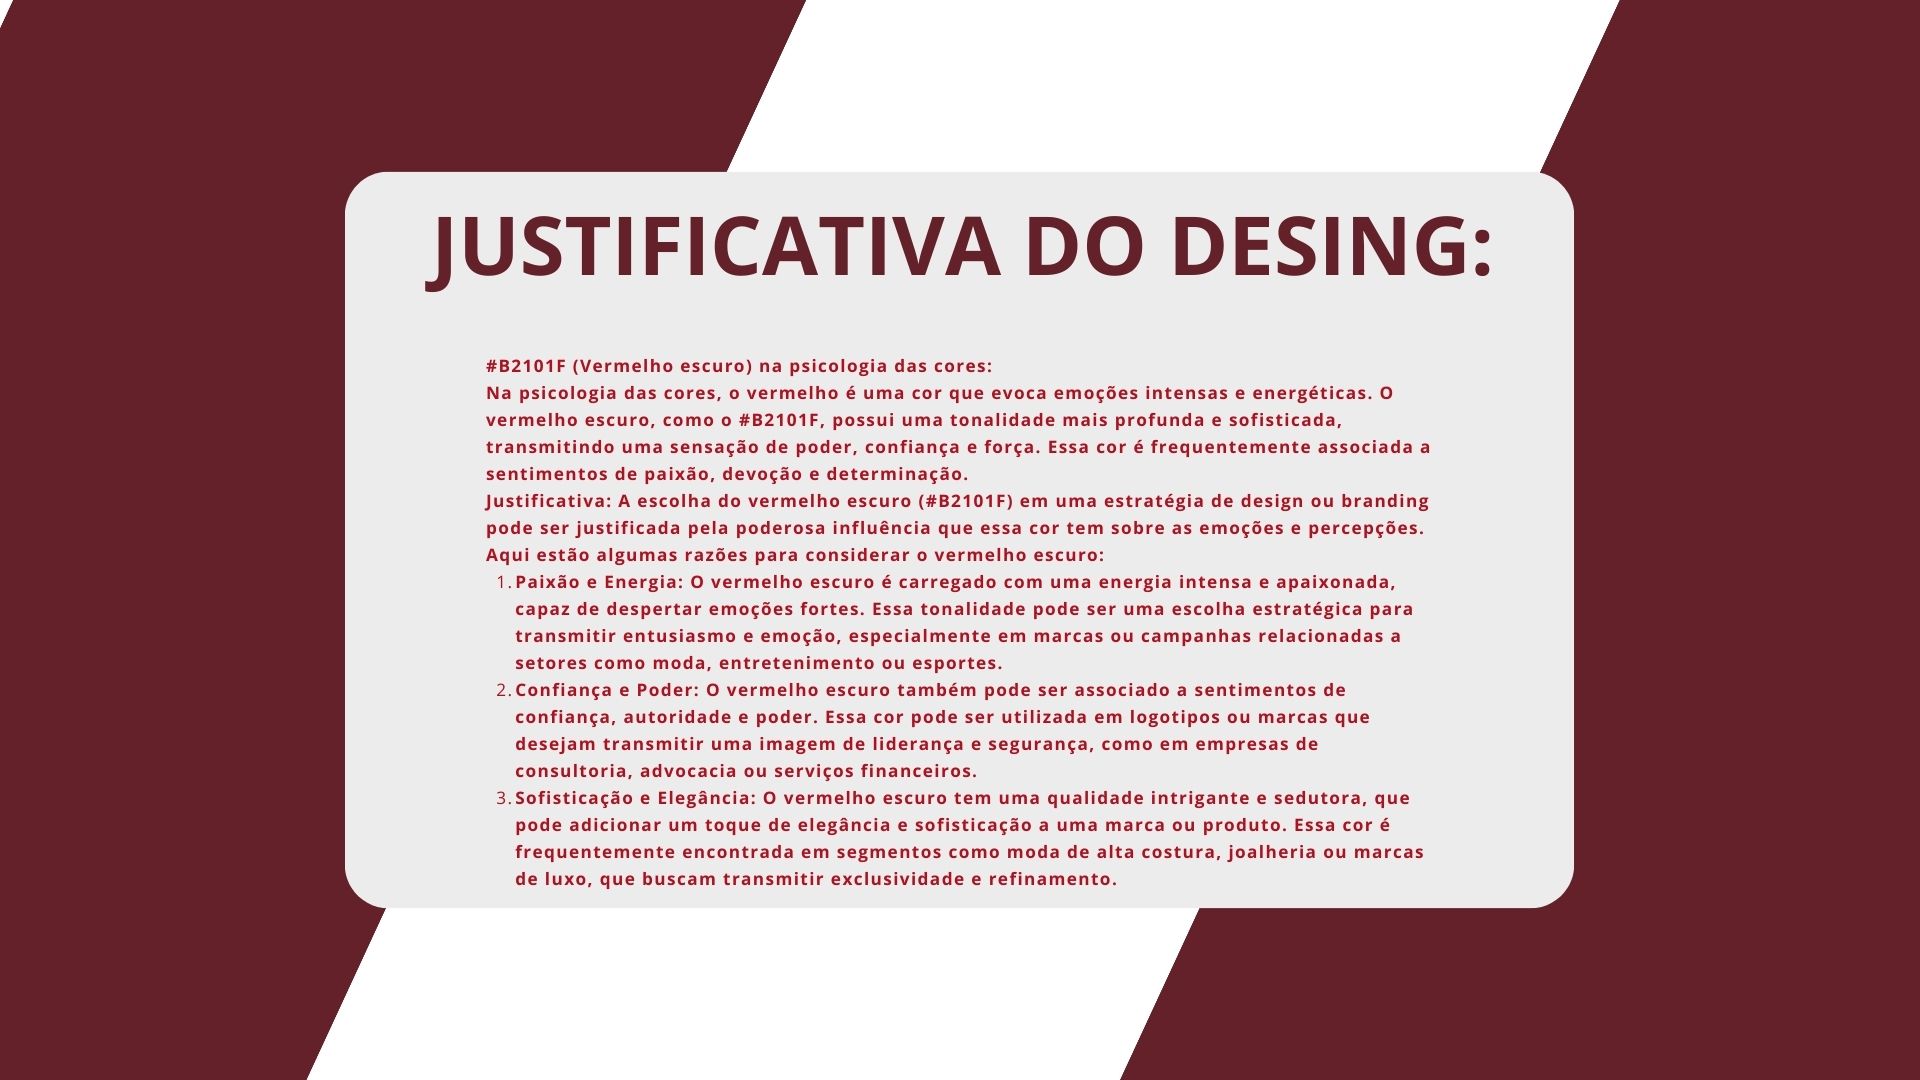 JUSTIFICATIVA DO DESING:
#B2101F (Vermelho escuro) na psicologia das cores:
Na psicologia das cores, o vermelho é uma cor que evoca emoções intensas e energéticas. O
vermelho escuro, como o #B2101F, possui uma tonalidade mais profunda e sofisticada,
transmitindo uma sensação de poder, confiança e força. Essa cor é frequentemente associada a
sentimentos de paixão, devoção e determinação.
Justificativa: A escolha do vermelho escuro (#B2101F) em uma estratégia de design ou branding
pode ser justificada pela poderosa influência que essa cor tem sobre as emoções e percepções.
Aqui estão algumas razões para considerar o vermelho escuro:
1. Paixão e Energia: O vermelho escuro é carregado com uma energia intensa e apaixonada,
capaz de despertar emoções fortes. Essa tonalidade pode ser uma escolha estratégica para
transmitir entusiasmo e emoção, especialmente em marcas ou campanhas relacionadas a
setores como moda, entretenimento ou esportes.
2. Confiança e Poder: O vermelho escuro também pode ser associado a sentimentos de
confiança, autoridade e poder. Essa cor pode ser utilizada em logotipos ou marcas que
desejam transmitir uma imagem de liderança e segurança, como em empresas de
consultoria, advocacia ou serviços financeiros.
3. Sofisticação e Elegância: O vermelho escuro tem uma qualidade intrigante e sedutora, que
pode adicionar um toque de elegância e sofisticação a uma marca ou produto. Essa cor é
frequentemente encontrada em segmentos como moda de alta costura, joalheria ou marcas
de luxo, que buscam transmitir exclusividade e refinamento.